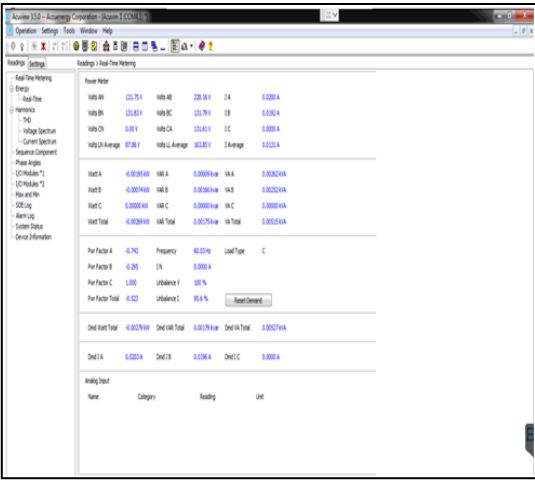 Acuview 3.5.0 -- Accuenergy Corporation - [Acuvim I (COM4)]
Operation Settings Tools Window Help
Readings Settings
Readings > Real-Time Metering
Real-Time Metering
Energy
Real-Time
Harmonics
THD
Voltage Spectrum
Current Spectrum
Sequence Component
Phase Angles
I/O Modules *1
I/O Modules *2
Max and Min
SOE Log
Alarm Log
System Status
Device Information
Power Meter
Volts AN 131.75 V Volts AB 228.16 V I A 0.0200 A
Volts BN 131.83 V Volts BC 131.79 V I B 0.0192 A
Volts CN 0.00 V Volts CA 131.61 V I C 0.0000 A
Volts LN Average 87.86 V Volts LL Average 163.85 V I Average 0.0131 A
Watt A -0.00195 kW VAR A 0.00009 kvar VA A 0.00262 kVA
Watt B -0.00074 kW VAR B 0.00166 kvar VA B 0.00252 kVA
Watt C 0.00000 kW VAR C 0.00000 kvar VA C 0.00000 kVA
Watt Total -0.00269 kW VAR Total 0.00175 kvar VA Total 0.00515 kVA
Pwr Factor A -0.743 Frequency 60.03 Hz Load Type C
Pwr Factor B -0.295 I N 0.0000 A
Pwr Factor C 1.000 Unbalance V 100 %
Pwr Factor Total -0.523 Unbalance I 95.6 % Reset Demand
Dmd Watt Total -0.00279 kW Dmd VAR Total 0.00179 kvar Dmd VA Total 0.00527 kVA
Dmd I A 0.0203 A Dmd I B 0.0196 A Dmd I C 0.0000 A
Analog Input
Name Category Reading Unit